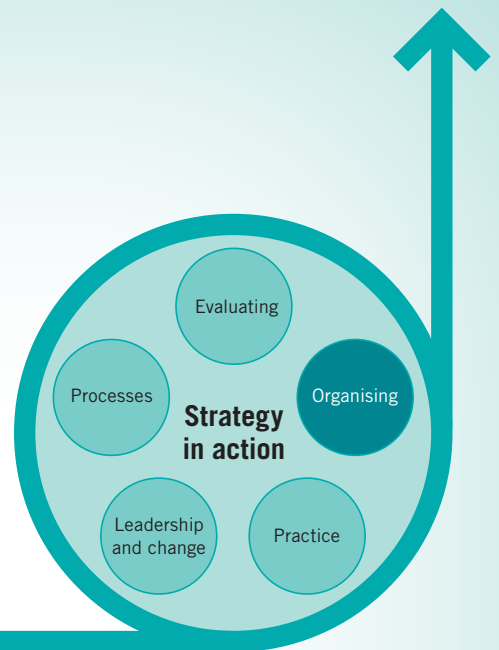 Evaluating
Processes
Organising
Strategy
in action
Leadership
and change
Practice